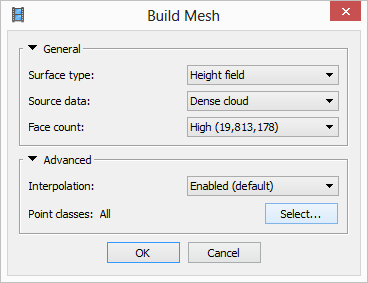 Build Mesh
General
Surface type: Height field
Source data: Dense cloud
Face count: High (19,813,178)
Advanced
Interpolation: Enabled (default)
Point classes: All Select...
OK Cancel